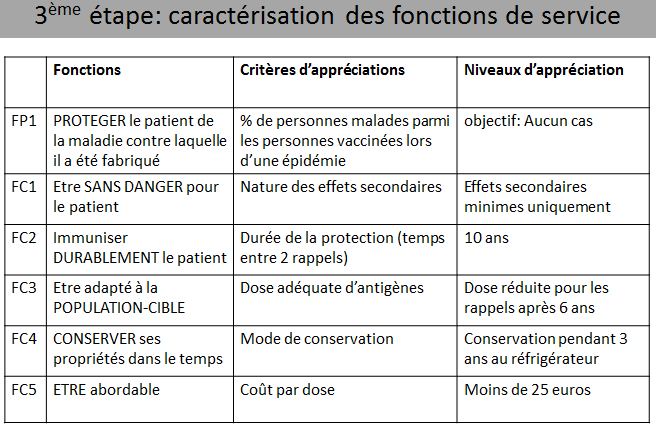 3ème étape: caractérisation des fonctions de service
Fonctions Critères d'appréciations Niveaux d'appréciation
FP1 PROTEGER le patient de % de personnes malades parmi objectif: Aucun cas
la maladie contre laquelle les personnes vaccinées lors
il a été fabriqué d'une épidémie
FC1 Etre SANS DANGER pour Nature des effets secondaires Effets secondaires
le patient minimes uniquement
FC2 Immuniser Durée de la protection (temps 10 ans
DURABLEMENT le patient entre 2 rappels)
FC3 Etre adapté à la Dose adéquate d'antigènes Dose réduite pour les
POPULATION-CIBLE rappels après 6 ans
FC4 CONSERVER ses Mode de conservation Conservation pendant 3
propriétés dans le temps ans au réfrigérateur
FC5 ETRE abordable Coût par dose Moins de 25 euros